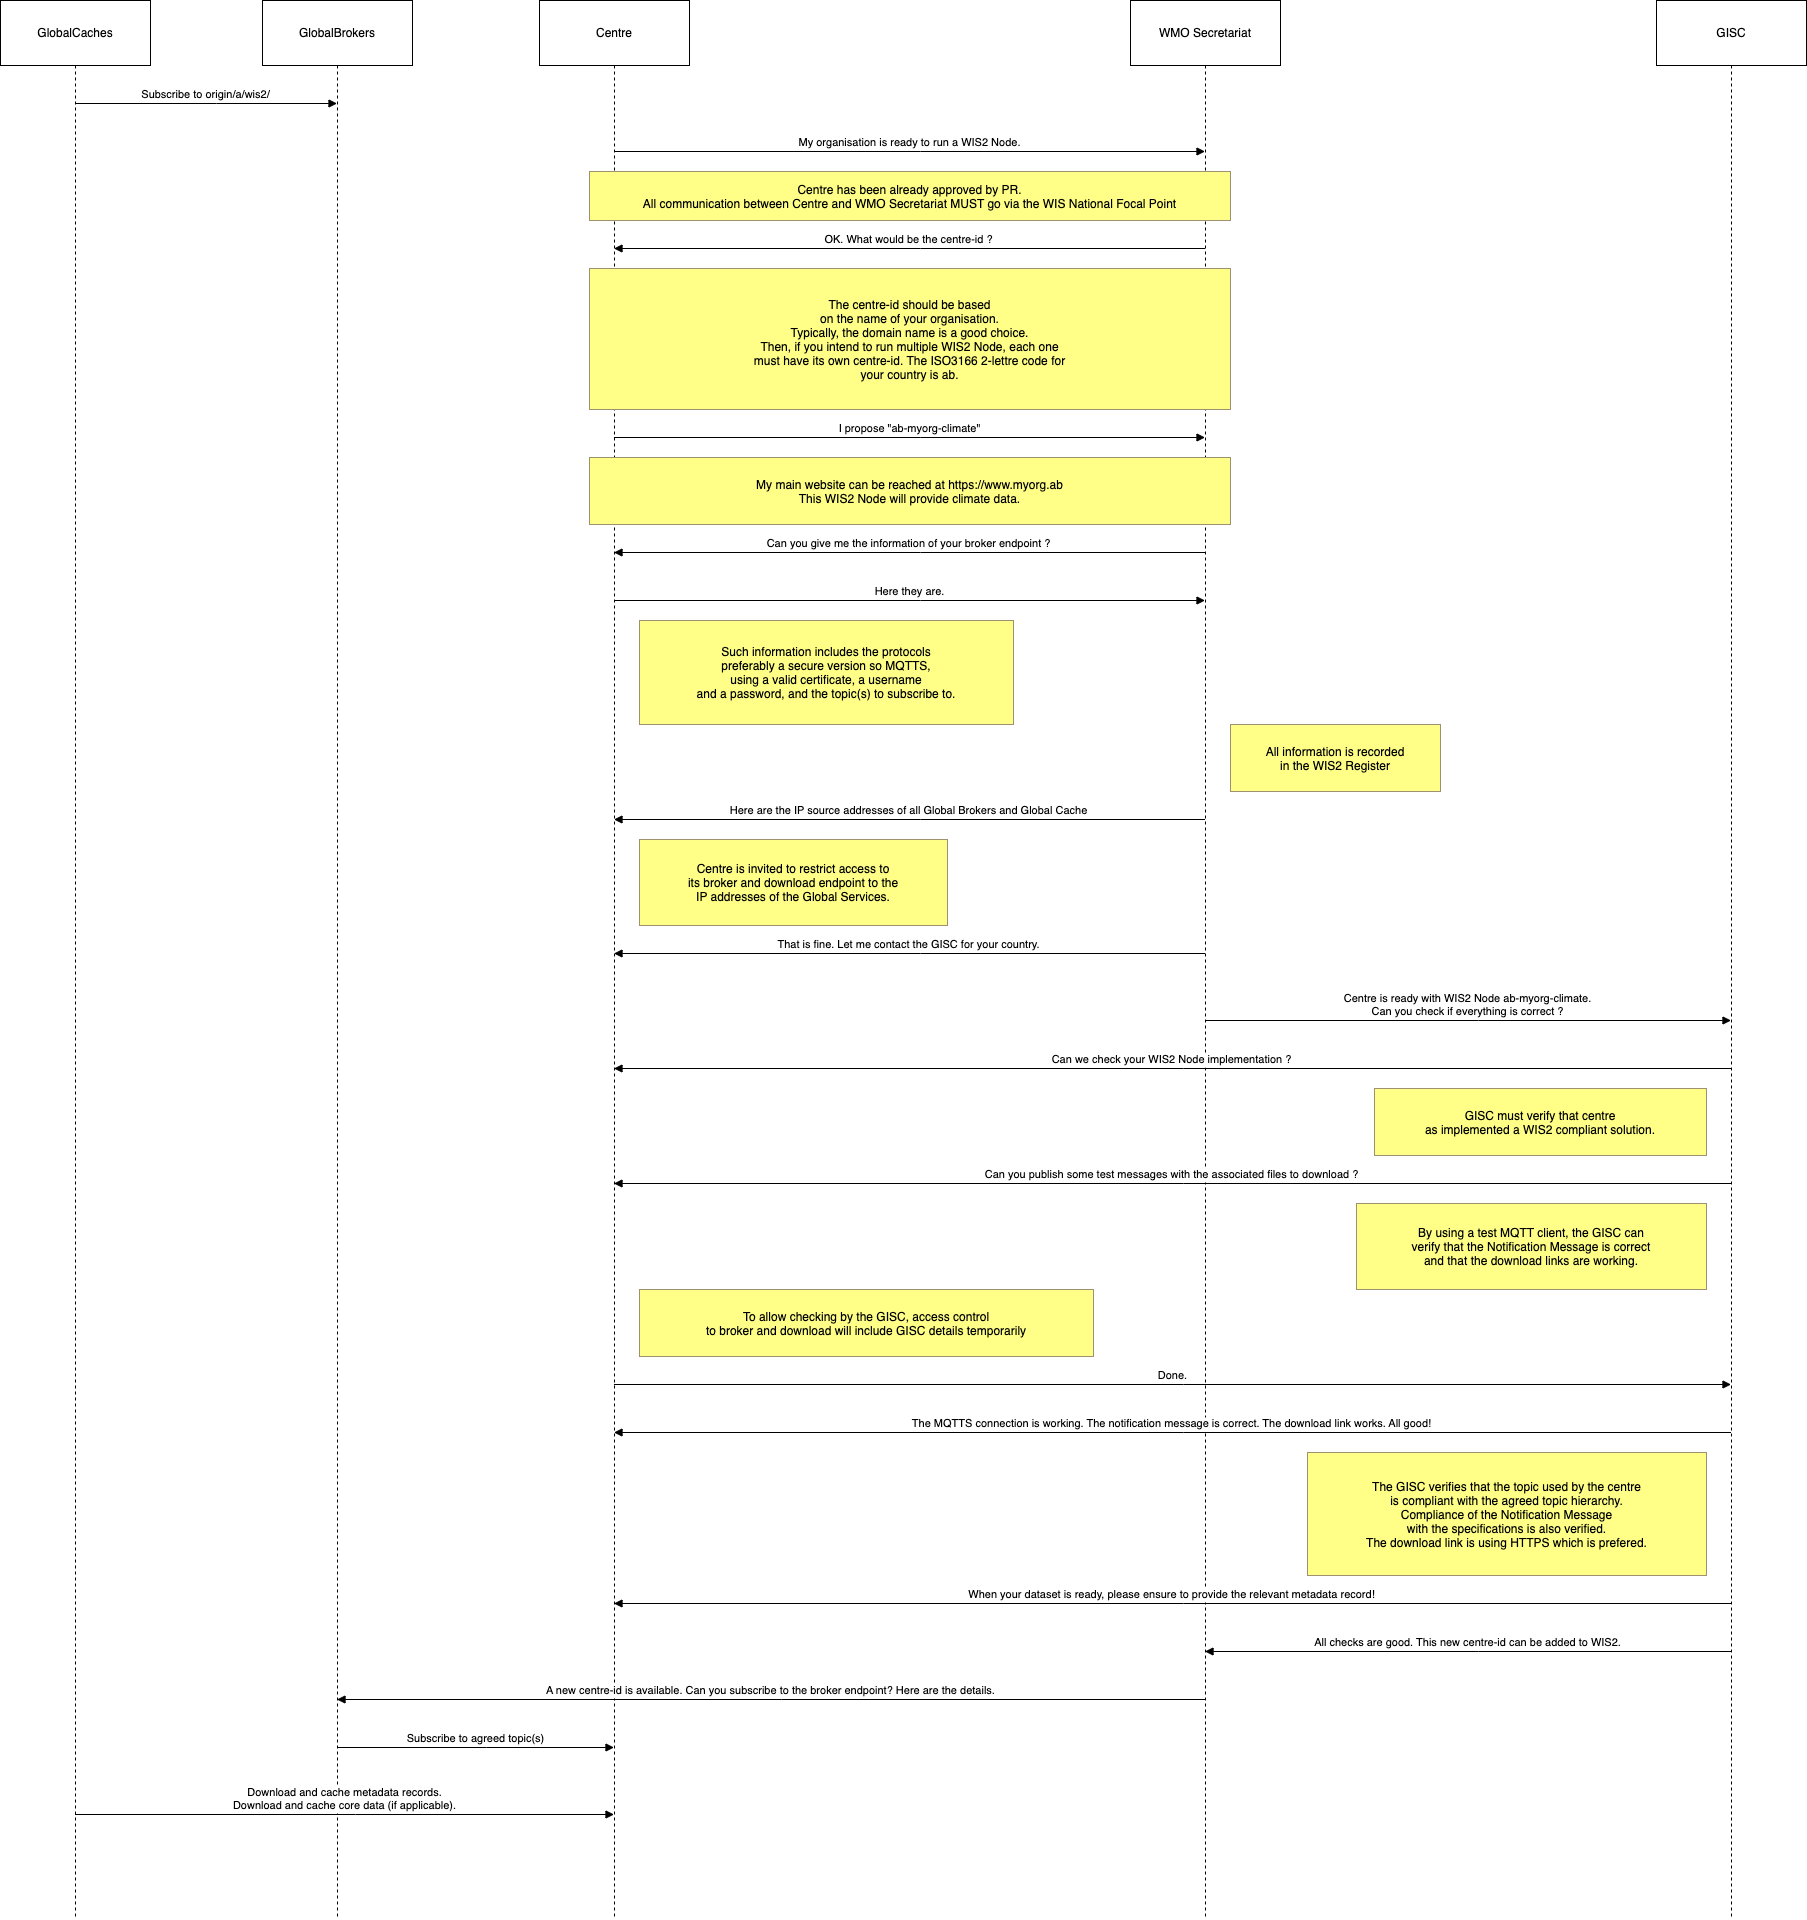 GlobalCaches
GlobalBrokers
Centre
WMO Secretariat
GISC
Subscribe to origin/a/wis2/
My organisation is ready to run a WIS2 Node.
Centre has been already approved by PR.
All communication between Centre and WMO Secretariat MUST go via the WIS National Focal Point
OK. What would be the centre-id ?
The centre-id should be based
on the name of your organisation.
Typically, the domain name is a good choice.
Then, if you intend to run multiple WIS2 Node, each one
must have its own centre-id. The ISO3166 2-lettre code for
your country is ab.
I propose "ab-myorg-climate"
My main website can be reached at https://www.myorg.ab
This WIS2 Node will provide climate data.
Can you give me the information of your broker endpoint ?
Here they are.
Such information includes the protocols
preferably a secure version so MQTTS,
using a valid certificate, a username
and a password, and the topic(s) to subscribe to.
All information is recorded
in the WIS2 Register
Here are the IP source addresses of all Global Brokers and Global Cache
Centre is invited to restrict access to
its broker and download endpoint to the
IP addresses of the Global Services.
That is fine. Let me contact the GISC for your country.
Centre is ready with WIS2 Node ab-myorg-climate.
Can you check if everything is correct ?
Can we check your WIS2 Node implementation ?
GISC must verify that centre
as implemented a WIS2 compliant solution.
Can you publish some test messages with the associated files to download ?
By using a test MQTT client, the GISC can
verify that the Notification Message is correct
and that the download links are working.
To allow checking by the GISC, access control
to broker and download will include GISC details temporarily
Done.
The MQTTS connection is working. The notification message is correct. The download link works. All good!
The GISC verifies that the topic used by the centre
is compliant with the agreed topic hierarchy.
Compliance of the Notification Message
with the specifications is also verified.
The download link is using HTTPS which is prefered.
When your dataset is ready, please ensure to provide the relevant metadata record!
All checks are good. This new centre-id can be added to WIS2.
A new centre-id is available. Can you subscribe to the broker endpoint? Here are the details.
Subscribe to agreed topic(s)
Download and cache metadata records.
Download and cache core data (if applicable).